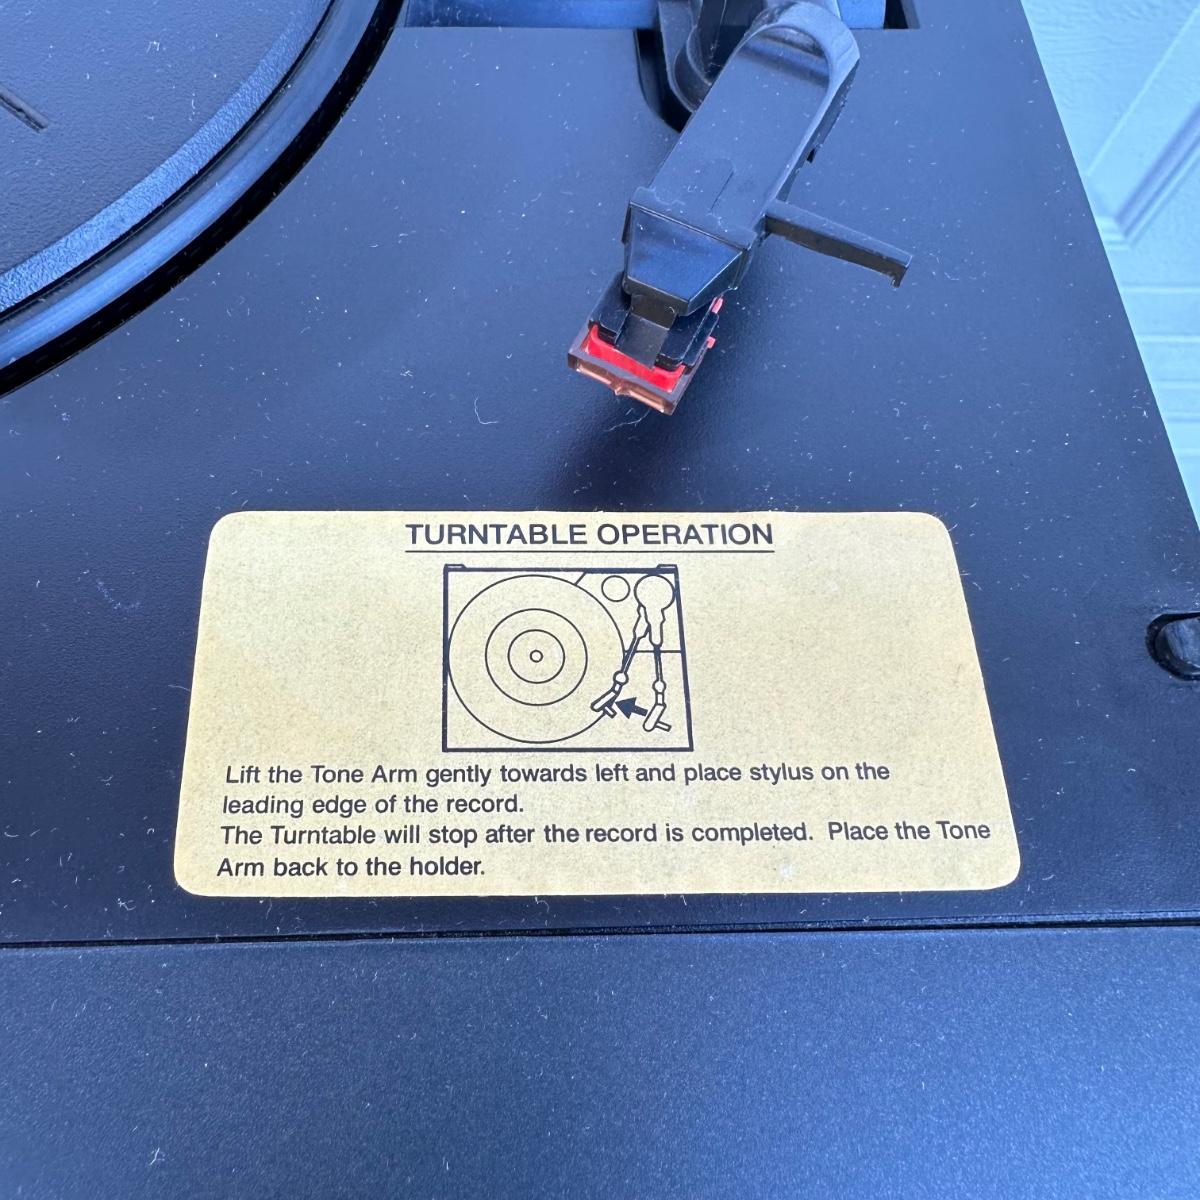 TURNTABLE OPERATION
Lift the Tone Arm gently towards left and place stylus on the
leading edge of the record.
The Turntable will stop after the record is completed. Place the Tone
Arm back to the holder.